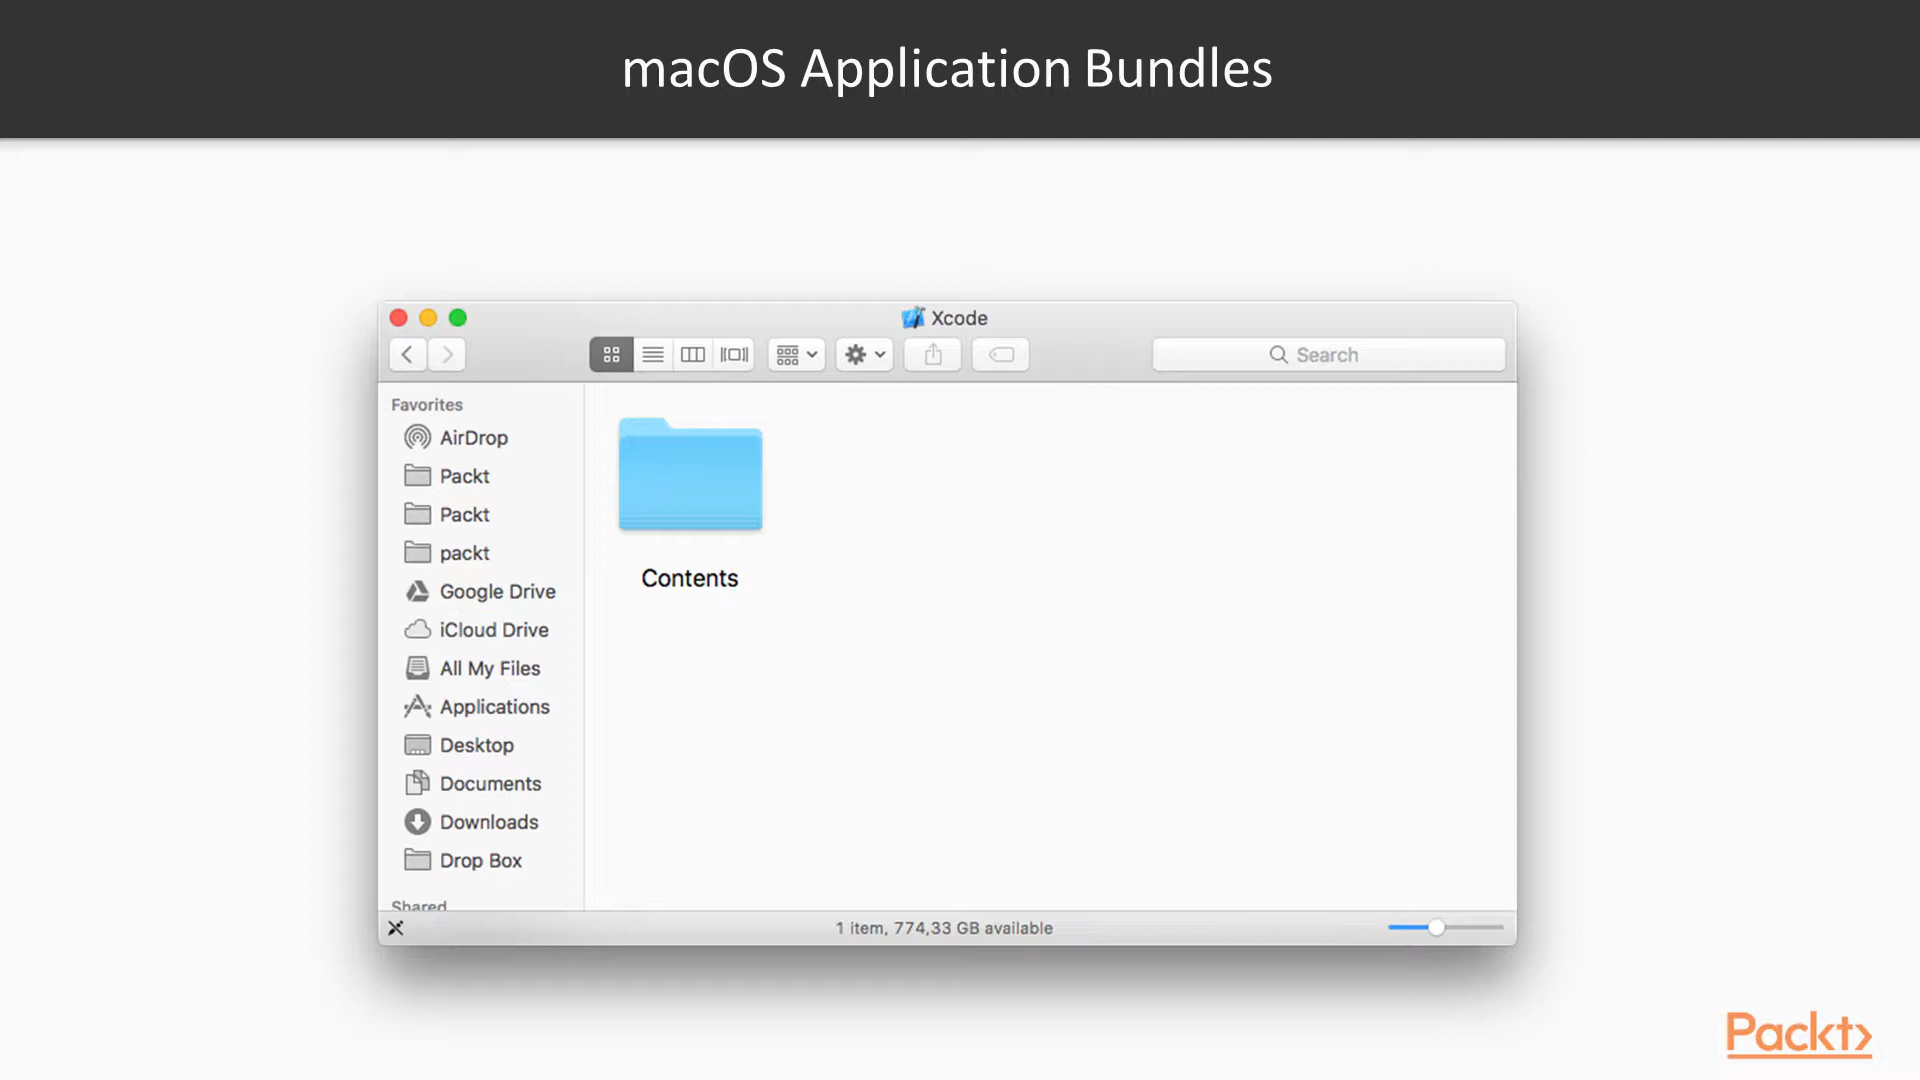 macOS Application Bundles
Xcode
Search
Favorites
AirDrop
Packt
Packt
packt
Google Drive
iCloud Drive
All My Files
Applications
Desktop
Documents
Downloads
Drop Box
Shared
Contents
1 item, 774,33 GB available
Packt